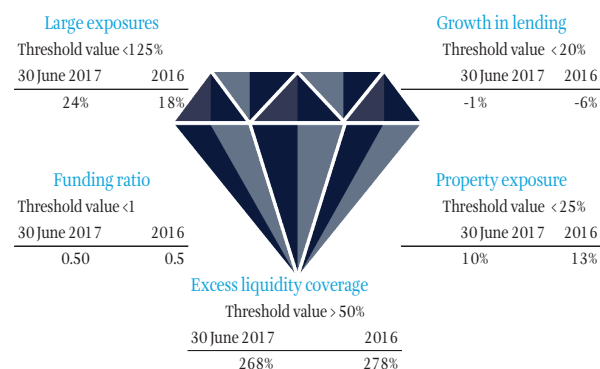 Large exposures
Threshold value <125%
30 June 2017 2016
24% 18%
Growth in lending
Threshold value < 20%
30 June 2017 2016
-1% -6%
Funding ratio
Threshold value <1
30 June 2017 2016
0.50 0.5
Property exposure
Threshold value < 25%
30 June 2017 2016
10% 13%
Excess liquidity coverage
Threshold value > 50%
30 June 2017 2016
268% 278%